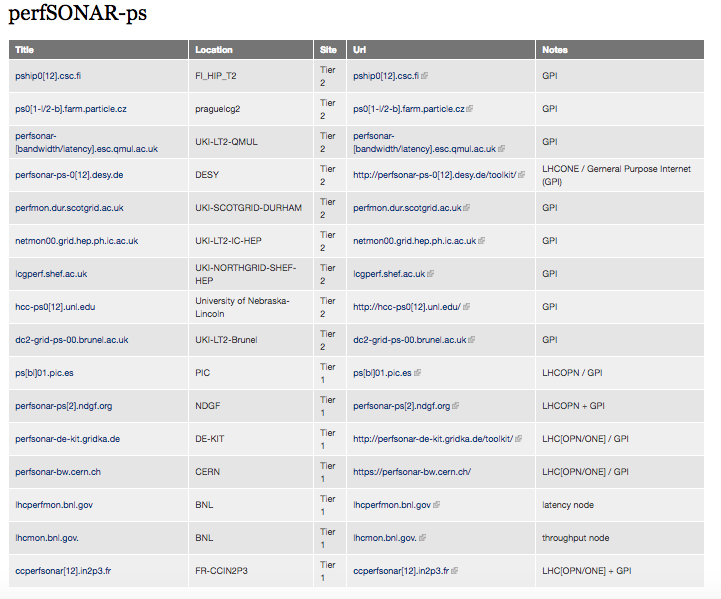 perfSONAR-ps
Title Location Site Url Notes
pship0[12].csc.fi FI_HIP_T2 Tier 2 pship0[12].csc.fi GPI
ps0[1-l/2-b].farm.particle.cz praguelcg2 Tier 2 ps0[1-l/2-b].farm.particle.cz GPI
perfsonar-[bandwidth/latency].esc.qmul.ac.uk UKI-LT2-QMUL Tier 2 perfsonar-[bandwidth/latency].esc.qmul.ac.uk GPI
perfsonar-ps-0[12].desy.de DESY Tier 2 http://perfsonar-ps-0[12].desy.de/toolkit/ LHCONE / Gerneral Purpose Internet (GPI)
perfmon.dur.scotgrid.ac.uk UKI-SCOTGRID-DURHAM Tier 2 perfmon.dur.scotgrid.ac.uk GPI
netmon00.grid.hep.ph.ic.ac.uk UKI-LT2-IC-HEP Tier 2 netmon00.grid.hep.ph.ic.ac.uk GPI
lcgperf.shef.ac.uk UKI-NORTHGRID-SHEF-HEP Tier 2 lcgperf.shef.ac.uk GPI
hcc-ps0[12].unl.edu University of Nebraska-Lincoln Tier 2 http://hcc-ps0[12].unl.edu/ GPI
dc2-grid-ps-00.brunel.ac.uk UKI-LT2-Brunel Tier 2 dc2-grid-ps-00.brunel.ac.uk GPI
ps[bl]01.pic.es PIC Tier 1 ps[bl]01.pic.es LHCOPN / GPI
perfsonar-ps[2].ndgf.org NDGF Tier 1 perfsonar-ps[2].ndgf.org LHCOPN + GPI
perfsonar-de-kit.gridka.de DE-KIT Tier 1 http://perfsonar-de-kit.gridka.de/toolkit/ LHC[OPN/ONE] / GPI
perfsonar-bw.cern.ch CERN Tier 1 https://perfsonar-bw.cern.ch/ LHC[OPN/ONE] / GPI
lhcperfmon.bnl.gov BNL Tier 1 lhcperfmon.bnl.gov latency node
lhcmon.bnl.gov. BNL Tier 1 lhcmon.bnl.gov. throughput node
ccperfsonar[12].in2p3.fr FR-CCIN2P3 Tier 1 ccperfsonar[12].in2p3.fr LHC[OPN/ONE] + GPI